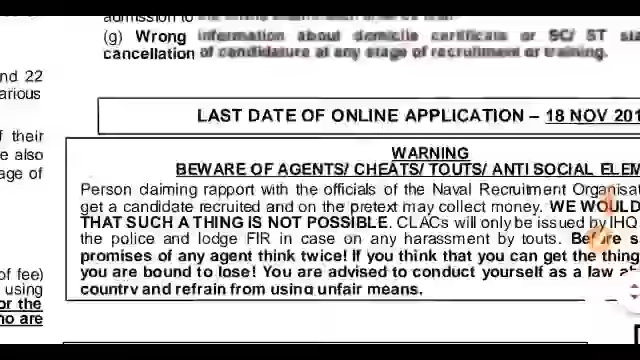 (g) Wrong information about domicile certificate or SC/ ST
cancellation of candidature at any stage of recruitment or training.
nd 22
arious
f their
e also
age of
LAST DATE OF ONLINE APPLICATION – 18 NOV 201
WARNING
BEWARE OF AGENTS/ CHEATS/ TOUTS/ ANTI SOCIAL ELEM
Person claiming rapport with the officials of the Naval Recruitment Organisat
get a candidate recruited and on the pretext may collect money. WE WOULD
THAT SUCH A THING IS NOT POSSIBLE. CLACs will only be issued by IHQ
the police and lodge FIR in case on any harassment by touts. Before s
promises of any agent think twice! If you think that you can get the thing
you are bound to lose! You are advised to conduct yourself as a law
country and refrain from using unfair means.
of fee)
using
or the
ho are